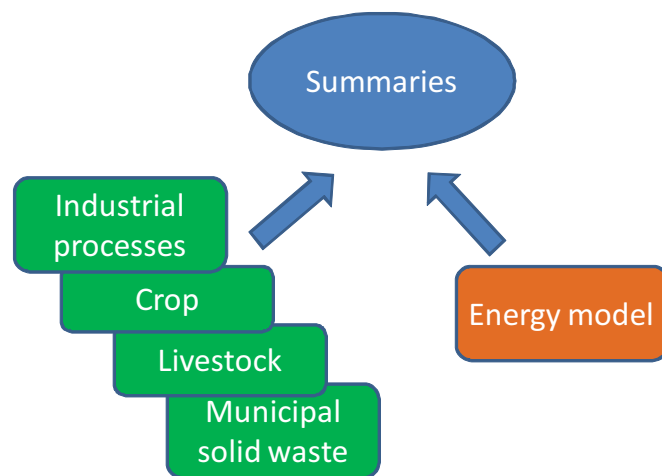 Summaries
Industrial
processes
Crop
Livestock
Municipal
solid waste
Energy model